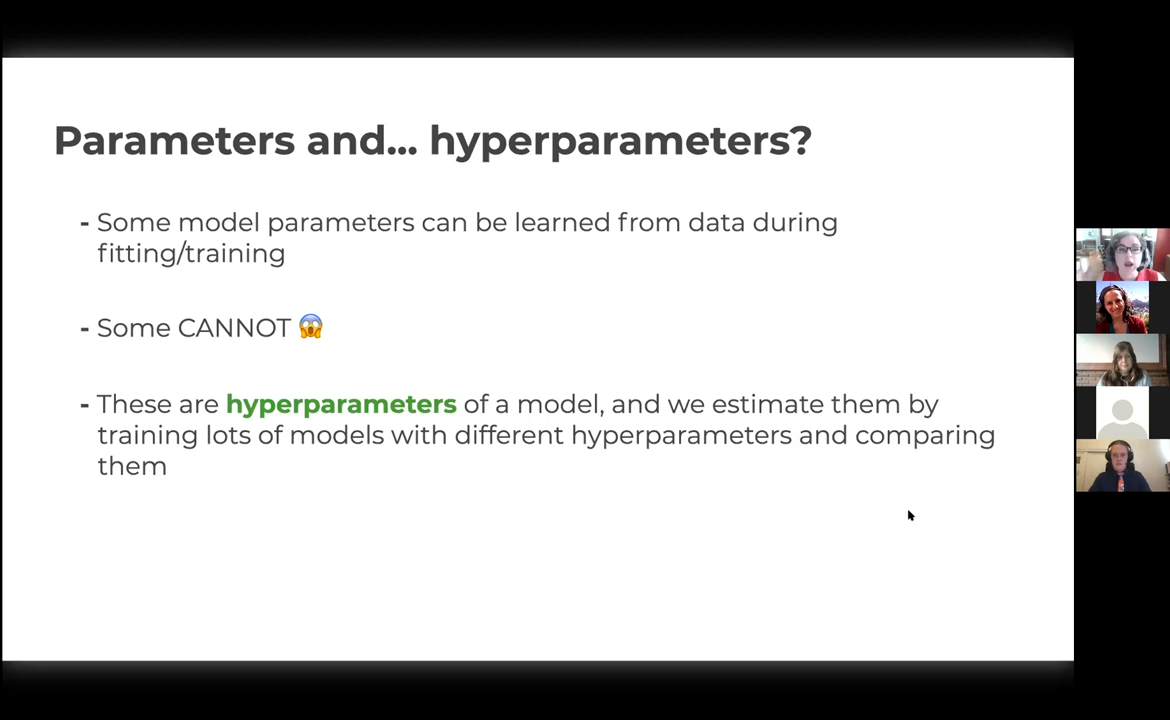 Parameters and... hyperparameters?
- Some model parameters can be learned from data during
fitting/training
- Some CANNOT 😱
- These are hyperparameters of a model, and we estimate them by
training lots of models with different hyperparameters and comparing
them